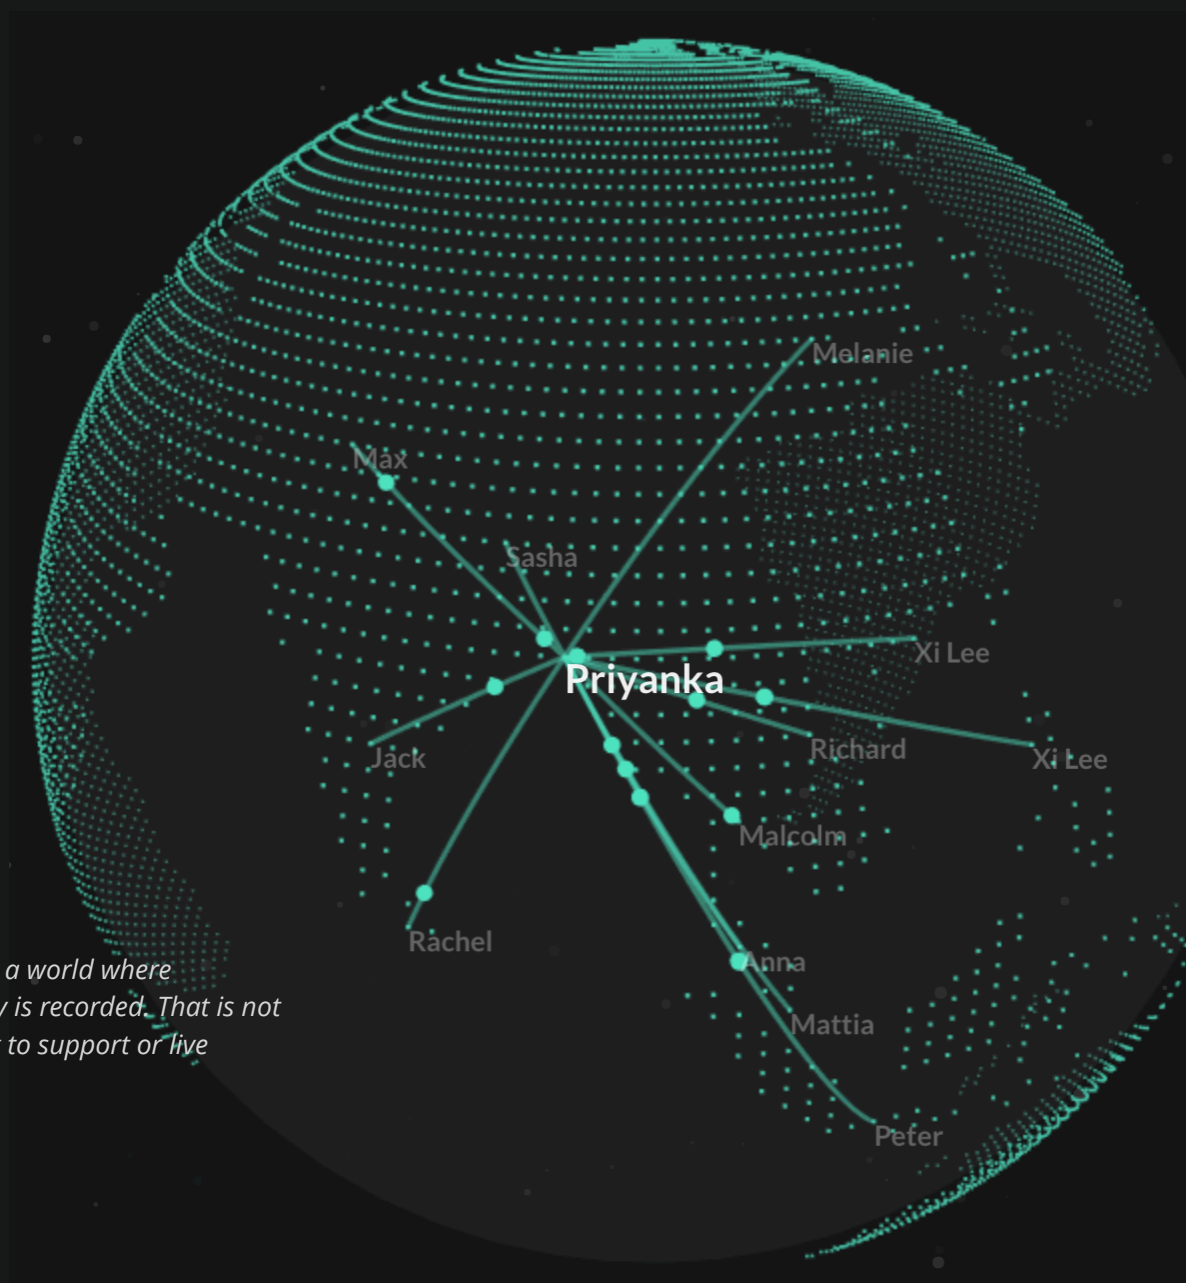 Melanie
Max
Sasha
Xi Lee
Priyanka
Richard
Jack
Xi Lee
Malcolm
Rachel
Anna
a world where
is recorded. That is not
to support or live
Mattia
Peter